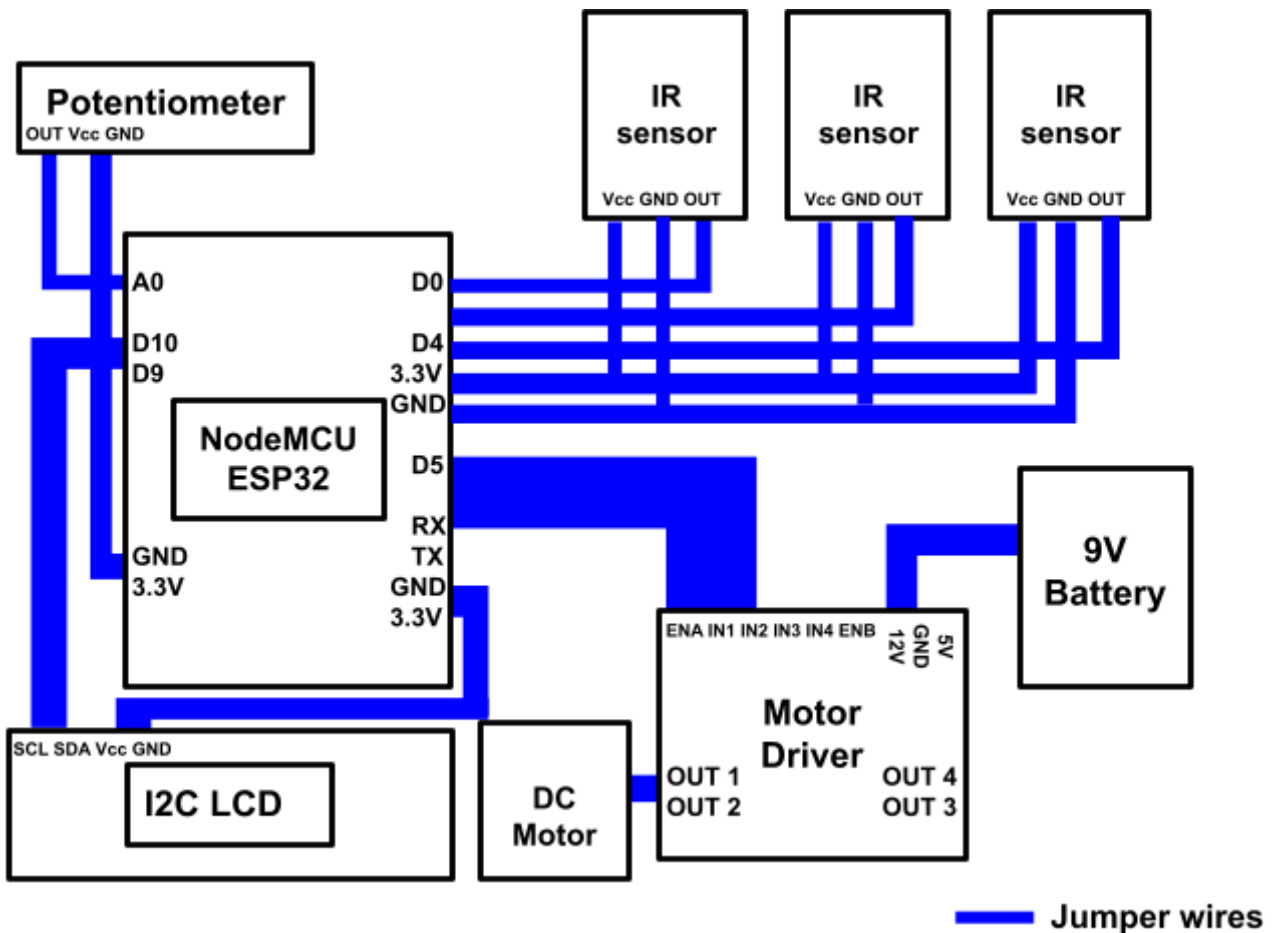 Potentiometer
OUT Vcc GND
IR
sensor
Vcc GND OUT
IR
sensor
Vcc GND OUT
IR
sensor
Vcc GND OUT
A0
D10
D9
GND
3.3V
NodeMCU
ESP32
D0
D4
3.3V
GND
D5
RX
TX
GND
3.3V
9V
Battery
ENA IN1 IN2 IN3 IN4 ENB
12V
GND
5V
Motor
Driver
OUT 1
OUT 2
OUT 4
OUT 3
SCL SDA Vcc GND
I2C LCD
DC
Motor
Jumper wires